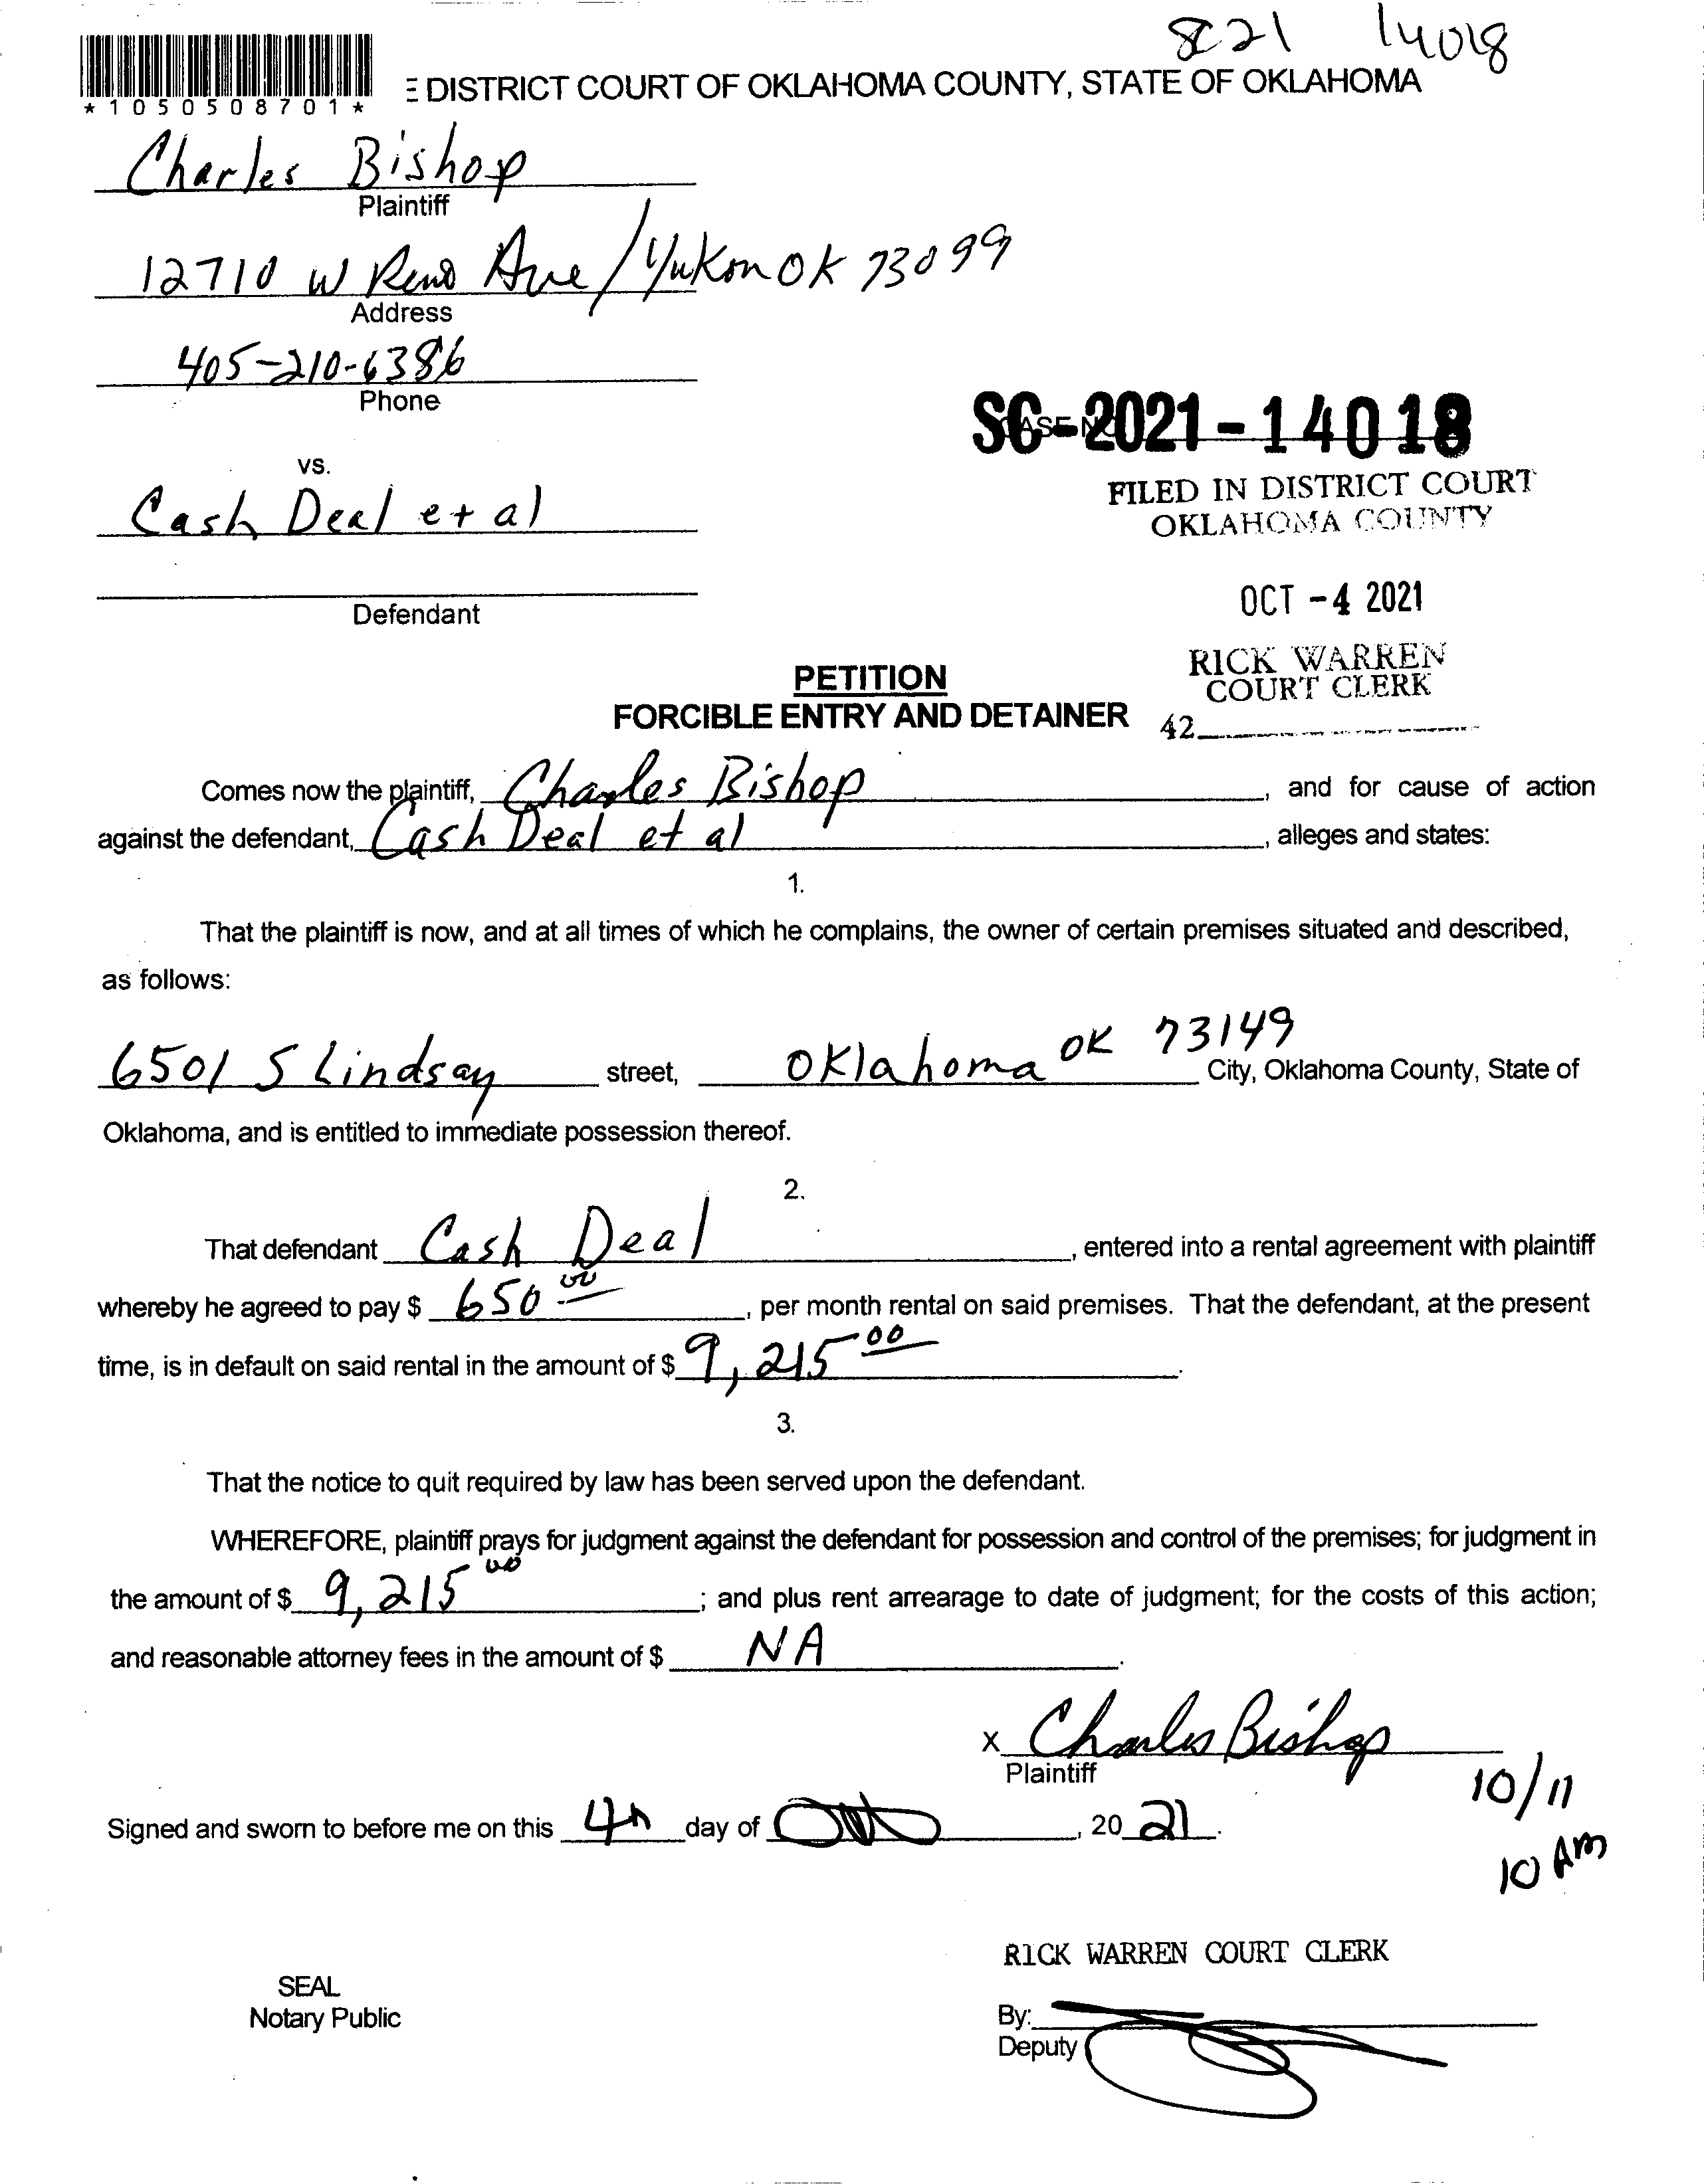 SC 21 14018
DISTRICT COURT OF OKLAHOMA COUNTY, STATE OF OKLAHOMA
*1050508701*
Charles Bishop
Plaintiff
12710 W Reno Ave / Yukon OK 73099
Address
405-210-6386
Phone
SC-2021-14018
vs.
FILED IN DISTRICT COURT
Cash Deal et al
OKLAHOMA COUNTY
OCT -4 2021
Defendant
RICK WARREN
PETITION
COURT CLERK
FORCIBLE ENTRY AND DETAINER
42
Comes now the plaintiff, Charles Bishop, and for cause of action
against the defendant, Cash Deal et al, alleges and states:
1.
That the plaintiff is now, and at all times of which he complains, the owner of certain premises situated and described,
as follows:
6501 S Lindsay street, Oklahoma OK 73149 City, Oklahoma County, State of
Oklahoma, and is entitled to immediate possession thereof.
2.
That defendant Cash Deal, entered into a rental agreement with plaintiff
whereby he agreed to pay $ 650 00, per month rental on said premises. That the defendant, at the present
time, is in default on said rental in the amount of $ 9,215 00.
3.
That the notice to quit required by law has been served upon the defendant.
WHEREFORE, plaintiff prays for judgment against the defendant for possession and control of the premises; for judgment in
the amount of $ 9,215 00; and plus rent arrearage to date of judgment; for the costs of this action;
and reasonable attorney fees in the amount of $ NA.
x Charles Bishop
Plaintiff
10/11
Signed and sworn to before me on this 4th day of , 20 21.
10 AM
RICK WARREN COURT CLERK
SEAL
Notary Public
By:
Deputy